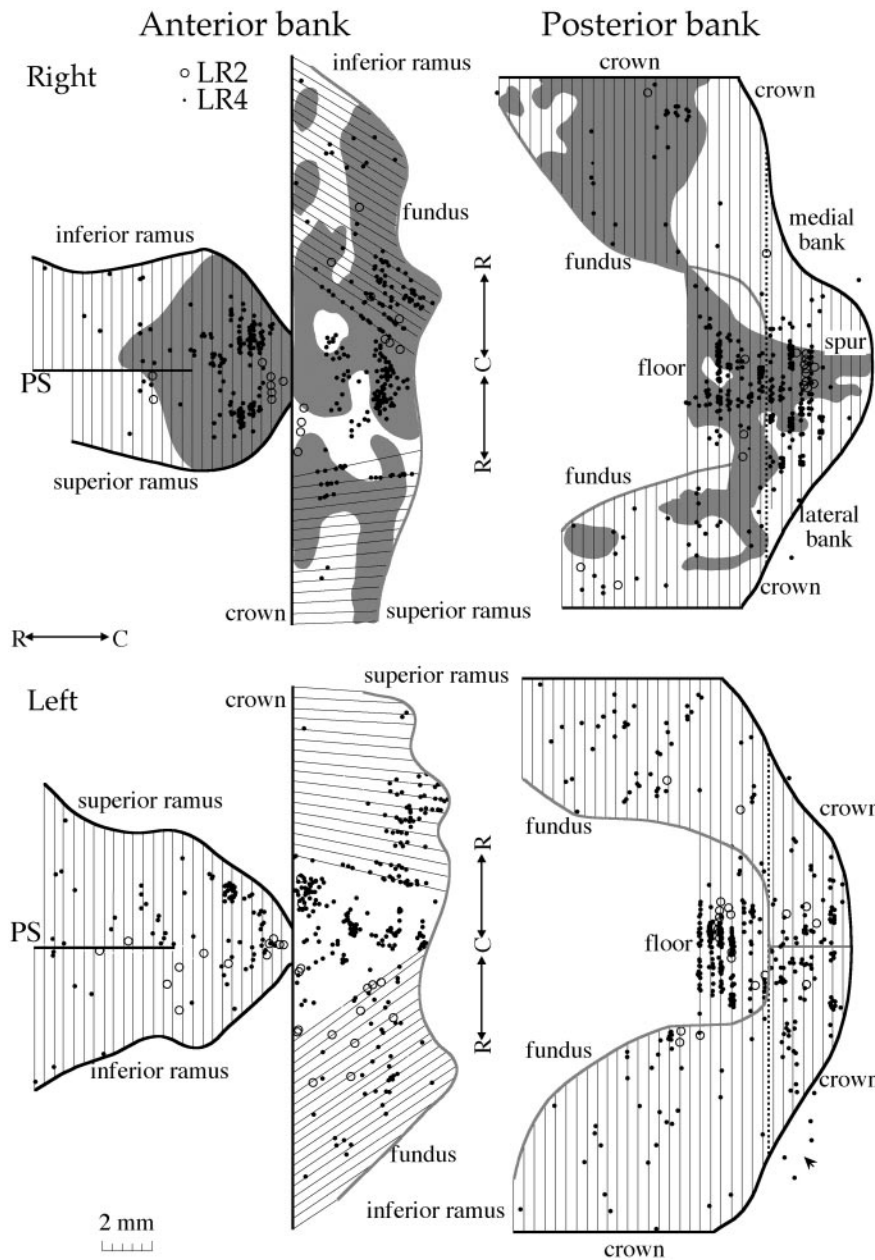 Anterior bank
Posterior bank
Right
○ LR2
· LR4
inferior ramus
crown
crown
fundus
medial
bank
inferior ramus
fundus
R
spur
PS
floor
C
superior ramus
R
fundus
lateral
bank
crown
superior ramus
crown
R C
Left
superior ramus
crown
superior ramus
crown
fundus
R
PS
floor
C
R
inferior ramus
fundus
crown
fundus
inferior ramus
2 mm
crown